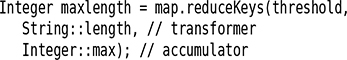 Integer maxlength = map.reduceKeys(threshold,
String::length, // transformer
Integer::max); // accumulator